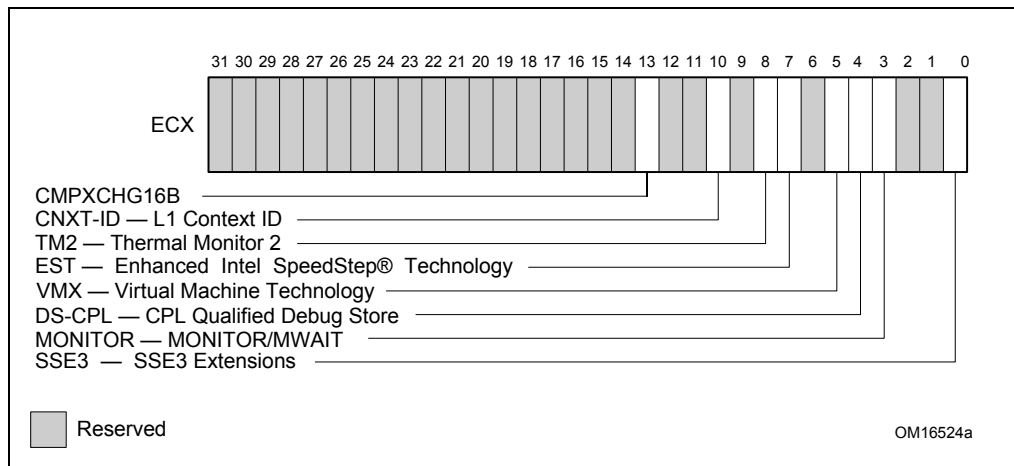 31 30 29 28 27 26 25 24 23 22 21 20 19 18 17 16 15 14 13 12 11 10 9 8 7 6 5 4 3 2 1 0
ECX
CMPXCHG16B
CNXT-ID — L1 Context ID
TM2 — Thermal Monitor 2
EST — Enhanced Intel SpeedStep® Technology
VMX — Virtual Machine Technology
DS-CPL — CPL Qualified Debug Store
MONITOR — MONITOR/MWAIT
SSE3 — SSE3 Extensions
Reserved
OM16524a